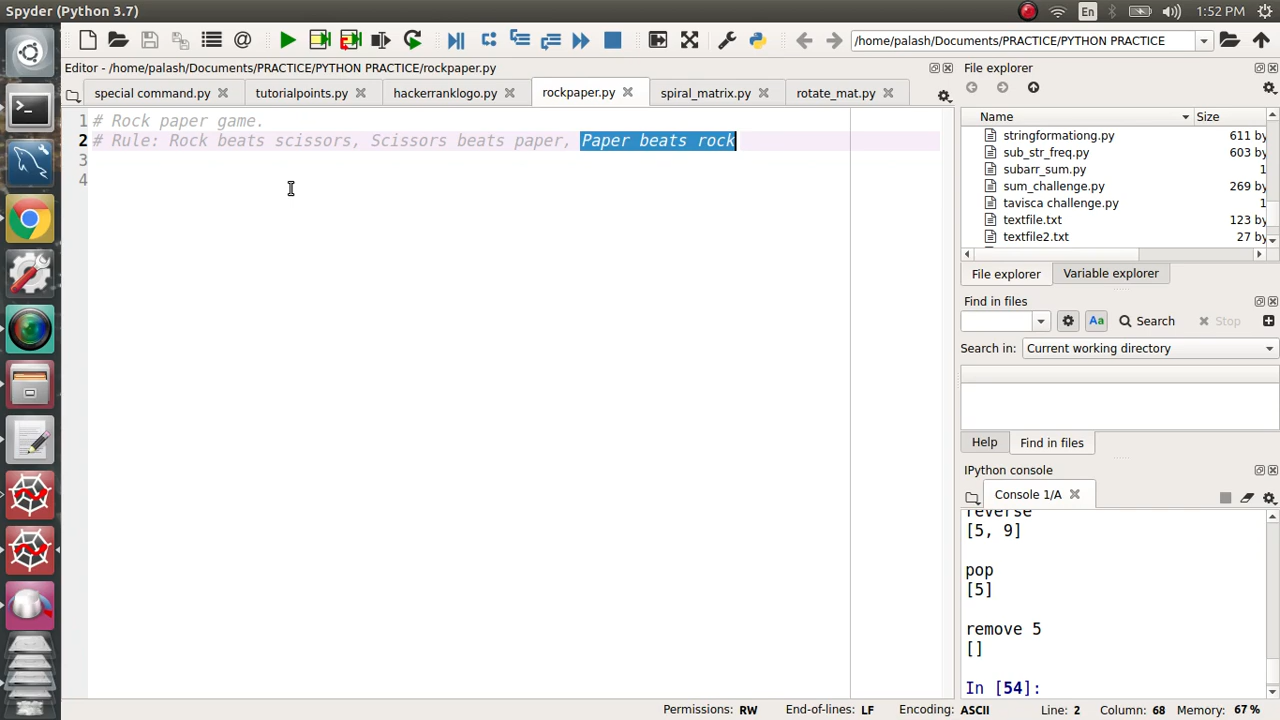 Spyder (Python 3.7)
En
1:52 PM
/home/palash/Documents/PRACTICE/PYTHON PRACTICE
Editor - /home/palash/Documents/PRACTICE/PYTHON PRACTICE/rockpaper.py
special command.py
tutorialpoints.py
hackerranklogo.py
rockpaper.py
spiral_matrix.py
rotate_mat.py
1 # Rock paper game.
2 # Rule: Rock beats scissors, Scissors beats paper, Paper beats rock
3
4
File explorer
Name
Size
stringformationg.py 611 by
sub_str_freq.py 603 by
subarr_sum.py 1
sum_challenge.py 269 by
tavisca challenge.py 1
textfile.txt 123 by
textfile2.txt 27 by
File explorer
Variable explorer
Find in files
Aa
Search
Stop
Search in:
Current working directory
Help
Find in files
IPython console
Console 1/A
reverse
[5, 9]
pop
[5]
remove 5
[]
In [54]:
Permissions: RW
End-of-lines: LF
Encoding: ASCII
Line: 2
Column: 68
Memory: 67 %